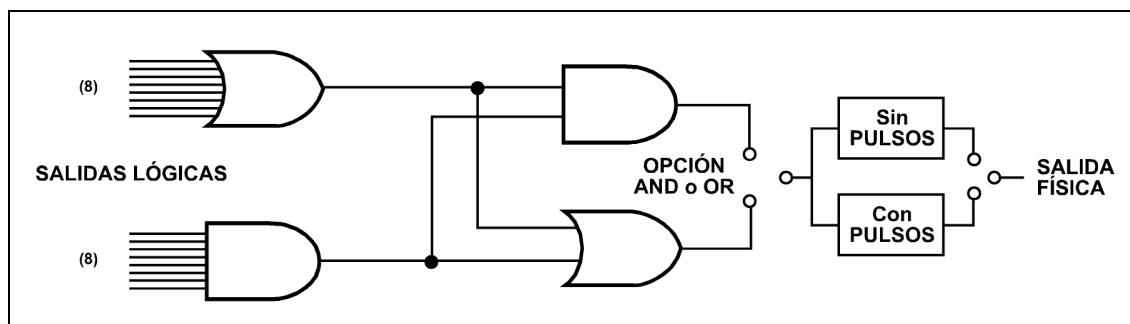 (8)
SALIDAS LÓGICAS
(8)
OPCIÓN
AND o OR
Sin
PULSOS
Con
PULSOS
SALIDA
FÍSICA